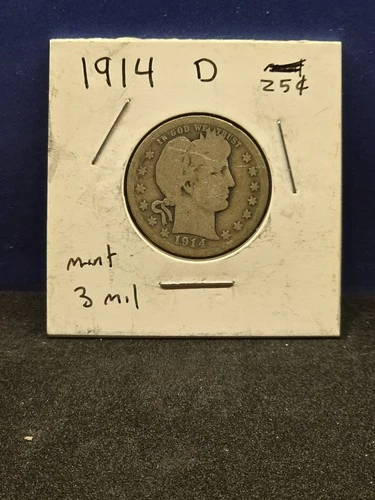 1914 D
25¢
IN GOD WE TRUST
1914
mint
3 mil